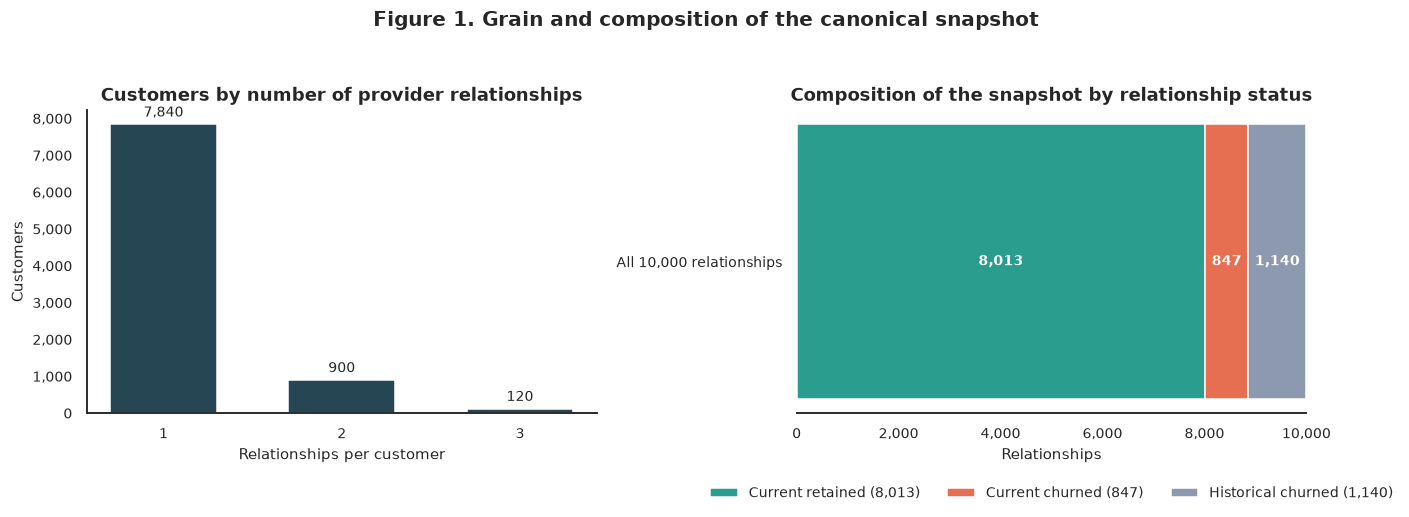 Figure 1. Grain and composition of the canonical snapshot
Customers by number of provider relationships
7,840
900
120
8,000
7,000
6,000
5,000
4,000
3,000
2,000
1,000
0
Customers
1
2
3
Relationships per customer
Composition of the snapshot by relationship status
All 10,000 relationships
8,013
847
1,140
0
2,000
4,000
6,000
8,000
10,000
Relationships
Current retained (8,013)
Current churned (847)
Historical churned (1,140)